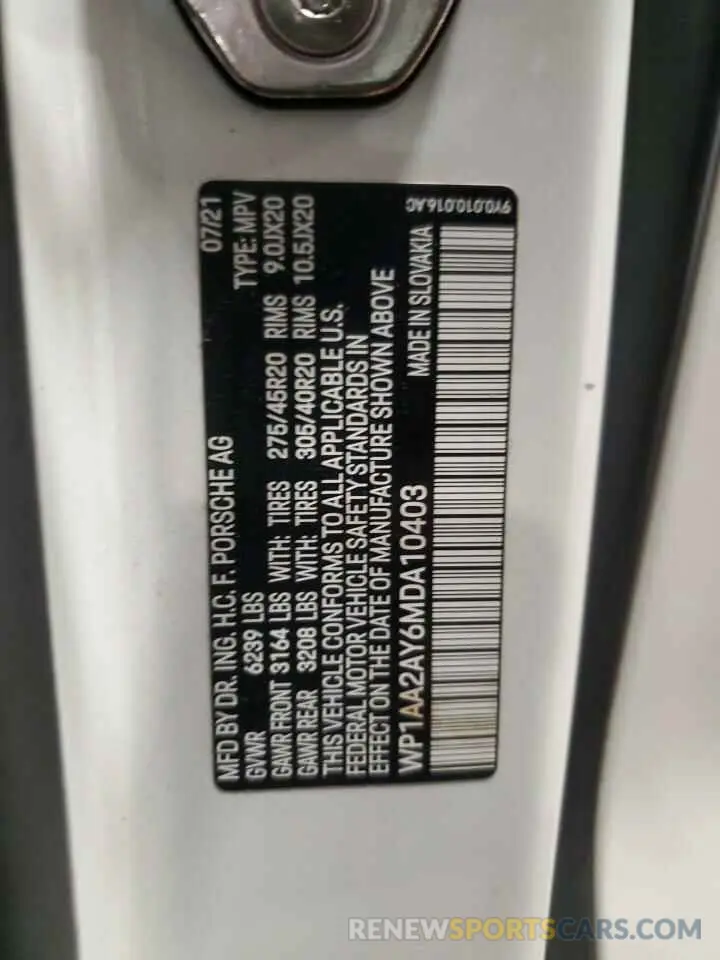 MFD BY DR. ING. H.C. F. PORSCHE AG 07/21
GVWR 6239 LBS TYPE: MPV
GAWR FRONT 3164 LBS WITH: TIRES 275/45R20 RIMS 9.0JX20
GAWR REAR 3208 LBS WITH: TIRES 305/40R20 RIMS 10.5JX20
THIS VEHICLE CONFORMS TO ALL APPLICABLE U.S.
FEDERAL MOTOR VEHICLE SAFETY STANDARDS IN
EFFECT ON THE DATE OF MANUFACTURE SHOWN ABOVE
WP1AA2AY6MDA10403 MADE IN SLOVAKIA 9Y0.010.016.AC
RENEWSPORTSCARS.COM